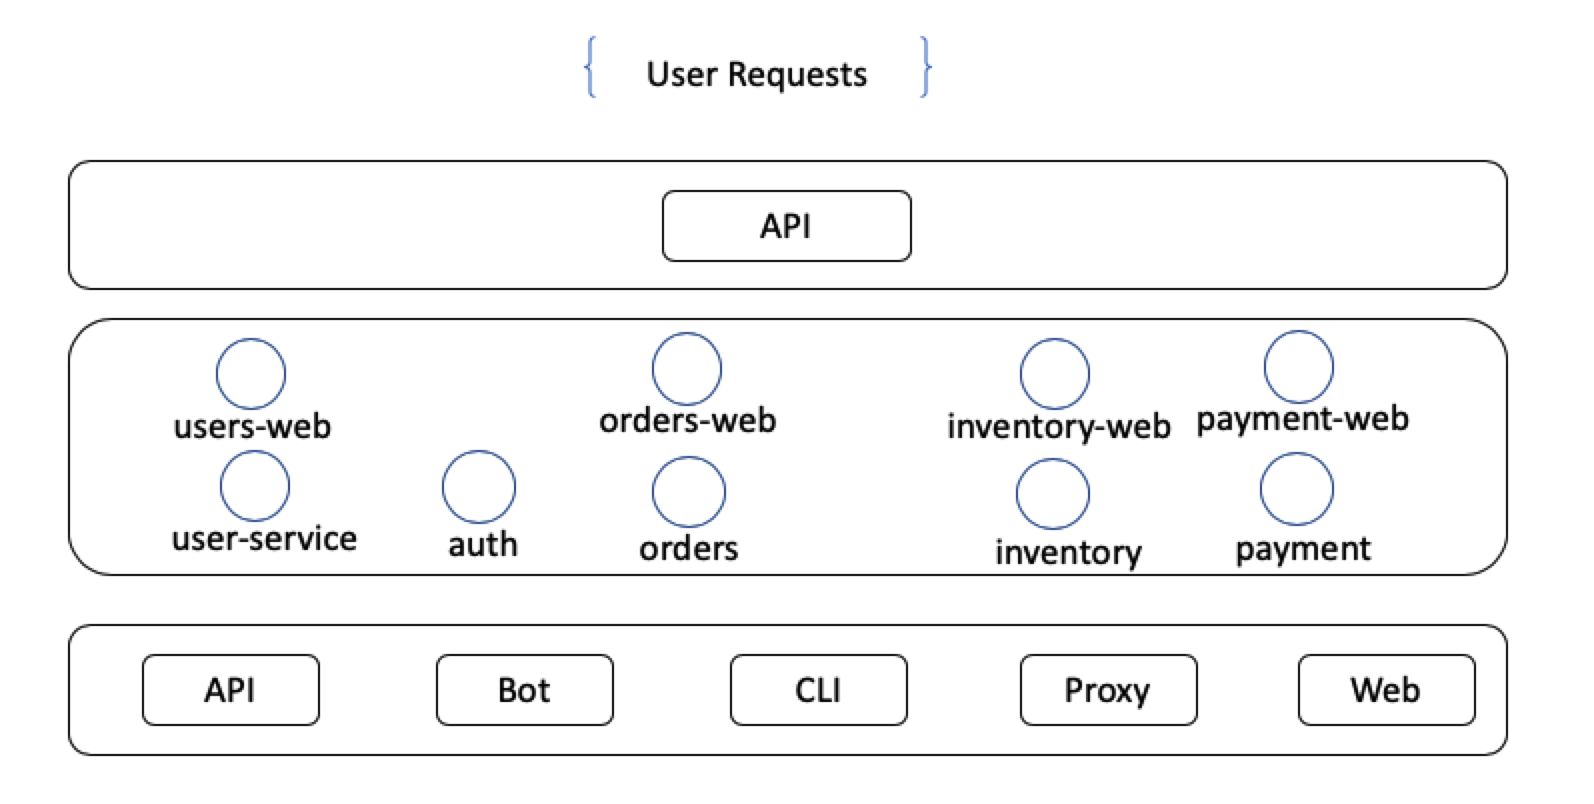 { User Requests }
API
users-web
orders-web
inventory-web
payment-web
user-service
auth
orders
inventory
payment
API
Bot
CLI
Proxy
Web